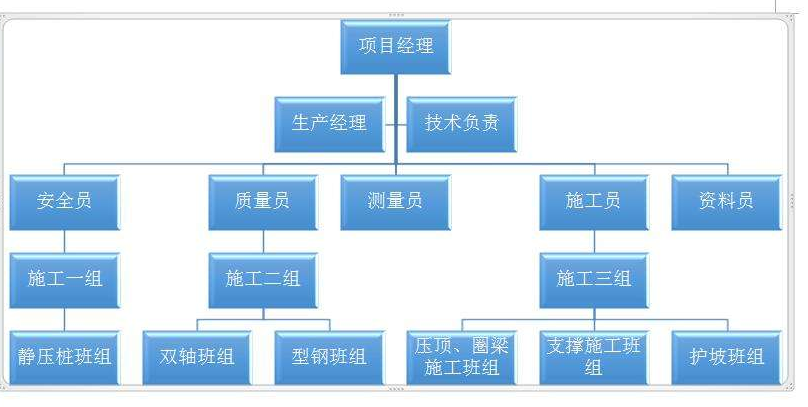 项目经理
生产经理
技术负责
安全员
质量员
测量员
施工员
资料员
施工一组
施工二组
施工三组
静压桩班组
双轴班组
型钢班组
压顶、圈梁
施工班组
支撑施工班
组
护坡班组